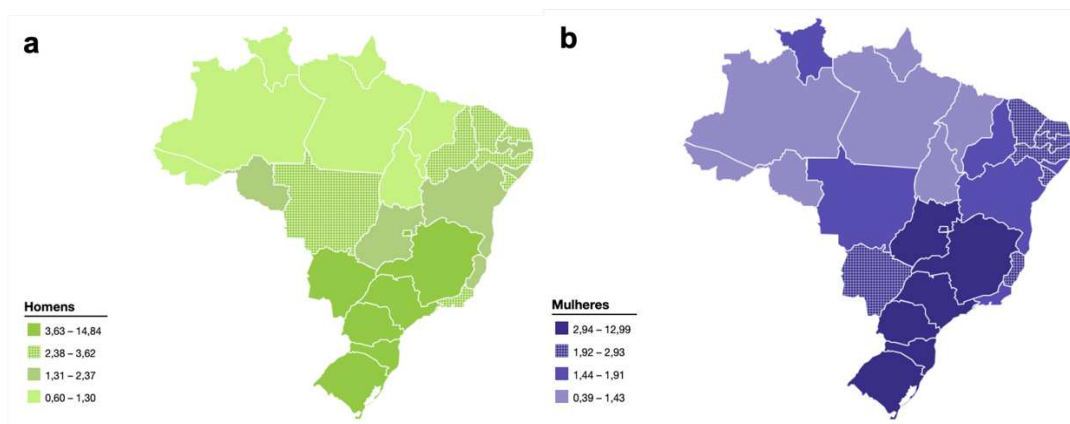 a
Homens
3,63 – 14,84
2,38 – 3,62
1,31 – 2,37
0,60 – 1,30
b
Mulheres
2,94 – 12,99
1,92 – 2,93
1,44 – 1,91
0,39 – 1,43